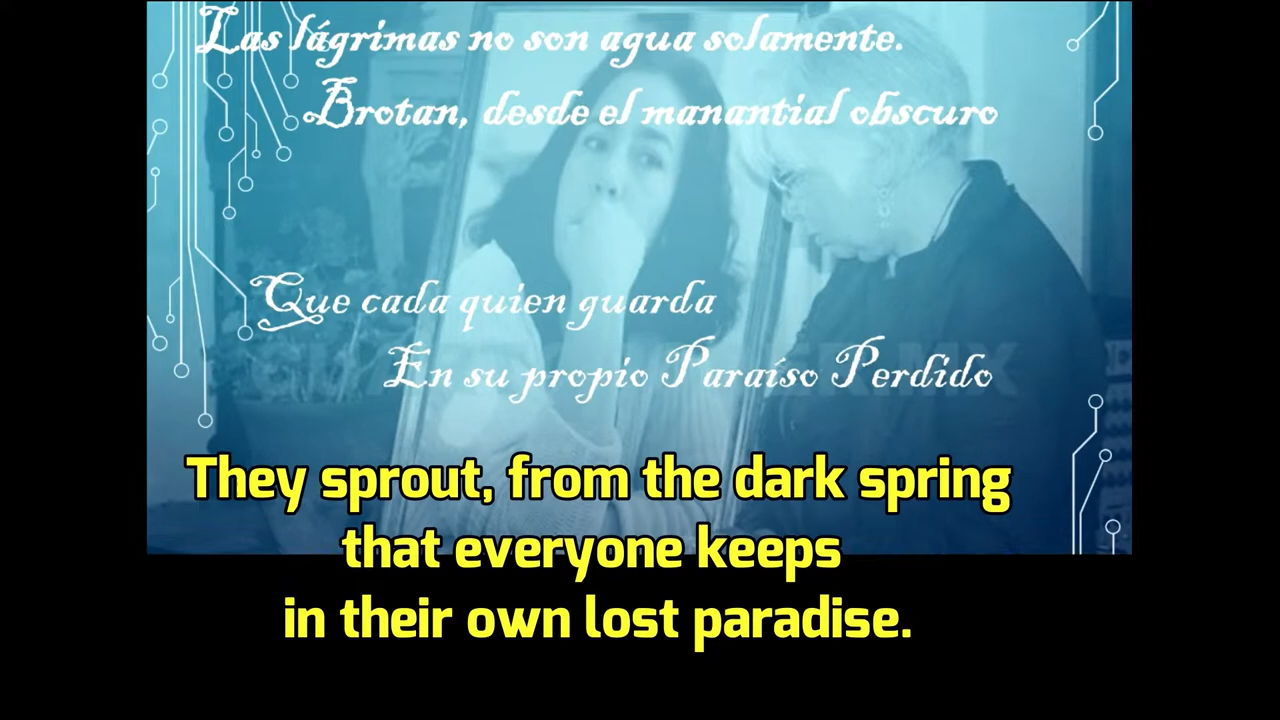 Las lágrimas no son agua solamente.
Brotan, desde el manantial obscuro
Que cada quien guarda
En su propio Paraíso Perdido
They sprout, from the dark spring
that everyone keeps
in their own lost paradise.